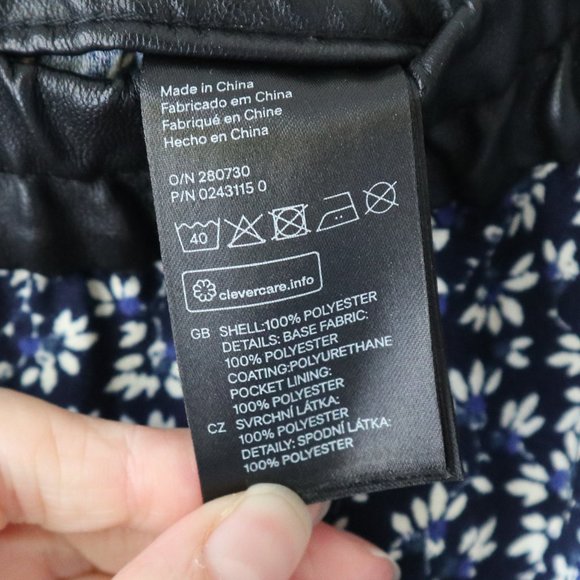 Made in China
Fabricado em China
Fabriqué en Chine
Hecho en China
O/N 280730
P/N 0243115 0
40
clevercare.info
GB SHELL:100% POLYESTER
DETAILS: BASE FABRIC:
100% POLYESTER
COATING:POLYURETHANE
POCKET LINING:
100% POLYESTER
CZ SVRCHNÍ LÁTKA:
100% POLYESTER
DETAILY: SPODNÍ LÁTKA:
100% POLYESTER